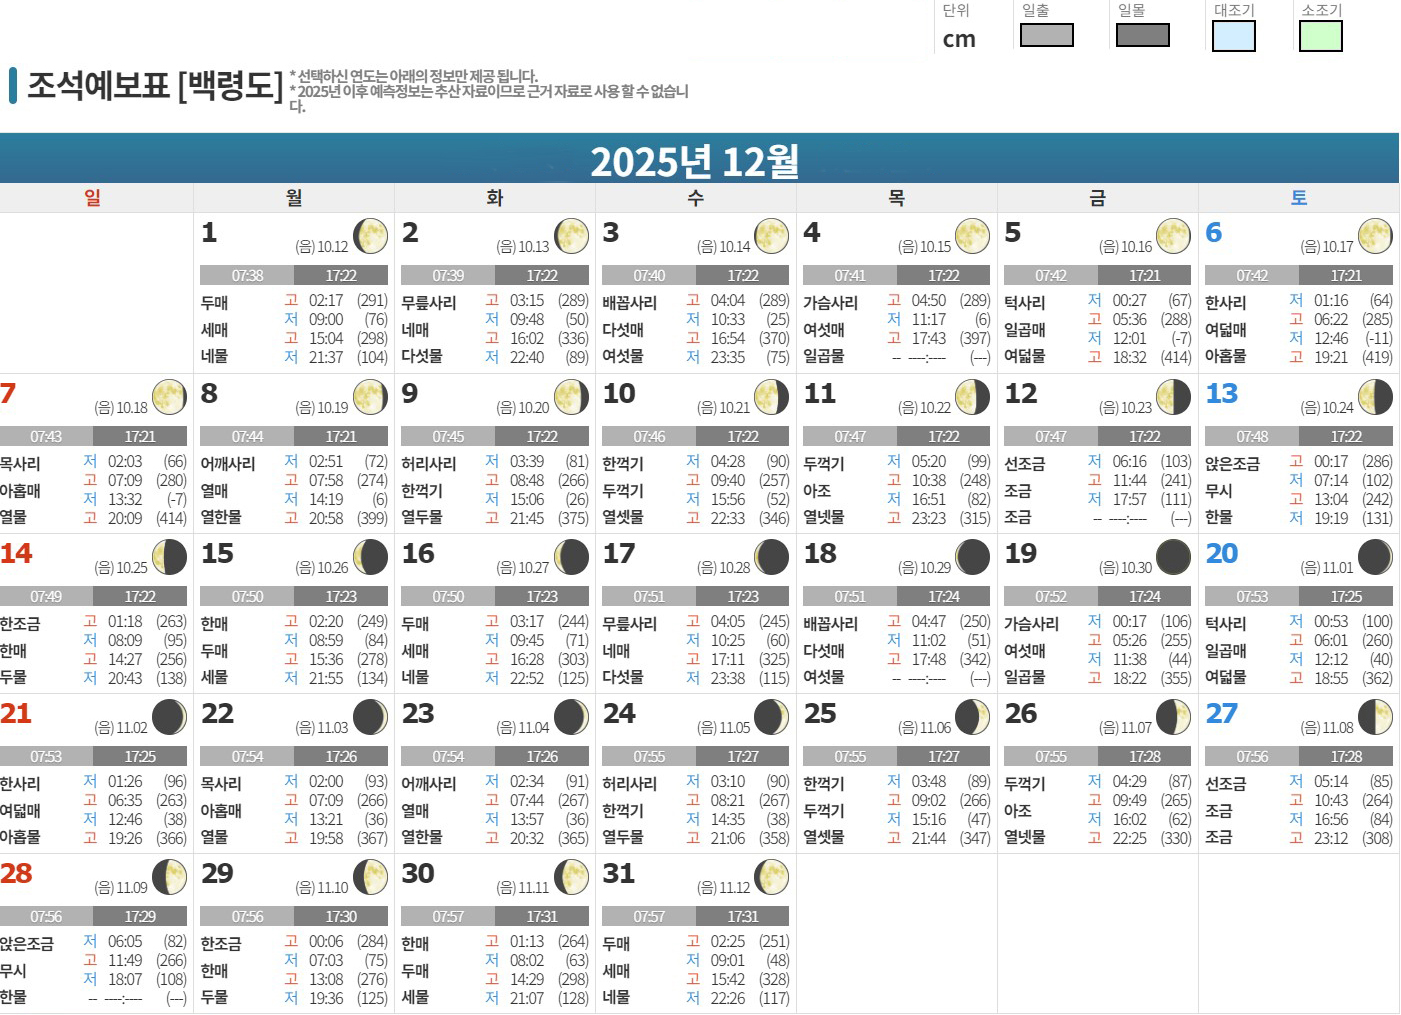 단위 일출 일몰 대조기 소조기
cm
조석예보표 [백령도]
* 선택하신 연도는 아래의 정보만 제공 됩니다.
* 2025년 이후 예측정보는 추산 자료이므로 근거 자료로 사용 할 수 없습니
다.
2025년 12월
일 월 화 수 목 금 토
1 (음) 10.12
07:38 17:22
두매 세매 네물
고 02:17 (291)
저 09:00 (76)
고 15:04 (298)
저 21:37 (104)
2 (음) 10.13
07:39 17:22
무릎사리 네매 다섯물
고 03:15 (289)
저 09:48 (50)
고 16:02 (336)
저 22:40 (89)
3 (음) 10.14
07:40 17:22
배꼽사리 다섯매 여섯물
고 04:04 (289)
저 10:33 (25)
고 16:54 (370)
저 23:35 (75)
4 (음) 10.15
07:41 17:22
가슴사리 여섯매 일곱물
고 04:50 (289)
저 11:17 (6)
고 17:43 (397)
-- ----:---- (---)
5 (음) 10.16
07:42 17:21
턱사리 일곱매 여덟물
저 00:27 (67)
고 05:36 (288)
저 12:01 (-7)
고 18:32 (414)
6 (음) 10.17
07:42 17:21
한사리 여덟매 아홉물
저 01:16 (64)
고 06:22 (285)
저 12:46 (-11)
고 19:21 (419)
7 (음) 10.18
07:43 17:21
목사리 아홉매 열물
저 02:03 (66)
고 07:09 (280)
저 13:32 (-7)
고 20:09 (414)
8 (음) 10.19
07:44 17:21
어깨사리 열매 열한물
저 02:51 (72)
고 07:58 (274)
저 14:19 (6)
고 20:58 (399)
9 (음) 10.20
07:45 17:22
허리사리 한꺽기 열두물
저 03:39 (81)
고 08:48 (266)
저 15:06 (26)
고 21:45 (375)
10 (음) 10.21
07:46 17:22
한꺽기 두꺽기 열셋물
저 04:28 (90)
고 09:40 (257)
저 15:56 (52)
고 22:33 (346)
11 (음) 10.22
07:47 17:22
두꺽기 아조 열넷물
저 05:20 (99)
고 10:38 (248)
저 16:51 (82)
고 23:23 (315)
12 (음) 10.23
07:47 17:22
선조금 조금 조금
저 06:16 (103)
고 11:44 (241)
저 17:57 (111)
-- ----:---- (---)
13 (음) 10.24
07:48 17:22
앉은조금 무시 한물
고 00:17 (286)
저 07:14 (102)
고 13:04 (242)
저 19:19 (131)
14 (음) 10.25
07:49 17:22
한조금 한매 두물
고 01:18 (263)
저 08:09 (95)
고 14:27 (256)
저 20:43 (138)
15 (음) 10.26
07:50 17:23
한매 두매 세물
고 02:20 (249)
저 08:59 (84)
고 15:36 (278)
저 21:55 (134)
16 (음) 10.27
07:50 17:23
두매 세매 네물
고 03:17 (244)
저 09:45 (71)
고 16:28 (303)
저 22:52 (125)
17 (음) 10.28
07:51 17:23
무릎사리 네매 다섯물
고 04:05 (245)
저 10:25 (60)
고 17:11 (325)
저 23:38 (115)
18 (음) 10.29
07:51 17:24
배꼽사리 다섯매 여섯물
고 04:47 (250)
저 11:02 (51)
고 17:48 (342)
-- ----:---- (---)
19 (음) 10.30
07:52 17:24
가슴사리 여섯매 일곱물
저 00:17 (106)
고 05:26 (255)
저 11:38 (44)
고 18:22 (355)
20 (음) 11.01
07:53 17:25
턱사리 일곱매 여덟물
저 00:53 (100)
고 06:01 (260)
저 12:12 (40)
고 18:55 (362)
21 (음) 11.02
07:53 17:25
한사리 여덟매 아홉물
저 01:26 (96)
고 06:35 (263)
저 12:46 (38)
고 19:26 (366)
22 (음) 11.03
07:54 17:26
목사리 아홉매 열물
저 02:00 (93)
고 07:09 (266)
저 13:21 (36)
고 19:58 (367)
23 (음) 11.04
07:54 17:26
어깨사리 열매 열한물
저 02:34 (91)
고 07:44 (267)
저 13:57 (36)
고 20:32 (365)
24 (음) 11.05
07:55 17:27
허리사리 한꺽기 열두물
저 03:10 (90)
고 08:21 (267)
저 14:35 (38)
고 21:06 (358)
25 (음) 11.06
07:55 17:27
한꺽기 두꺽기 열셋물
저 03:48 (89)
고 09:02 (266)
저 15:16 (47)
고 21:44 (347)
26 (음) 11.07
07:55 17:28
두꺽기 아조 열넷물
저 04:29 (87)
고 09:49 (265)
저 16:02 (62)
고 22:25 (330)
27 (음) 11.08
07:56 17:28
선조금 조금 조금
저 05:14 (85)
고 10:43 (264)
저 16:56 (84)
고 23:12 (308)
28 (음) 11.09
07:56 17:29
앉은조금 무시 한물
저 06:05 (82)
고 11:49 (266)
저 18:07 (108)
-- ----:---- (---)
29 (음) 11.10
07:56 17:30
한조금 한매 두물
고 00:06 (284)
저 07:03 (75)
고 13:08 (276)
저 19:36 (125)
30 (음) 11.11
07:57 17:31
한매 두매 세물
고 01:13 (264)
저 08:02 (63)
고 14:29 (298)
저 21:07 (128)
31 (음) 11.12
07:57 17:31
두매 세매 네물
고 02:25 (251)
저 09:01 (48)
고 15:42 (328)
저 22:26 (117)